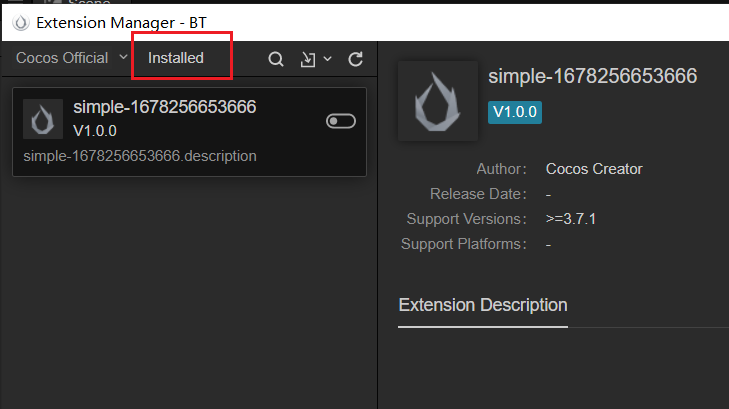 Scene
Extension Manager - BT
Cocos Official
Installed
simple-1678256653666
V1.0.0
simple-1678256653666.description
simple-1678256653666
V1.0.0
Author: Cocos Creator
Release Date: -
Support Versions: >=3.7.1
Support Platforms: -
Extension Description